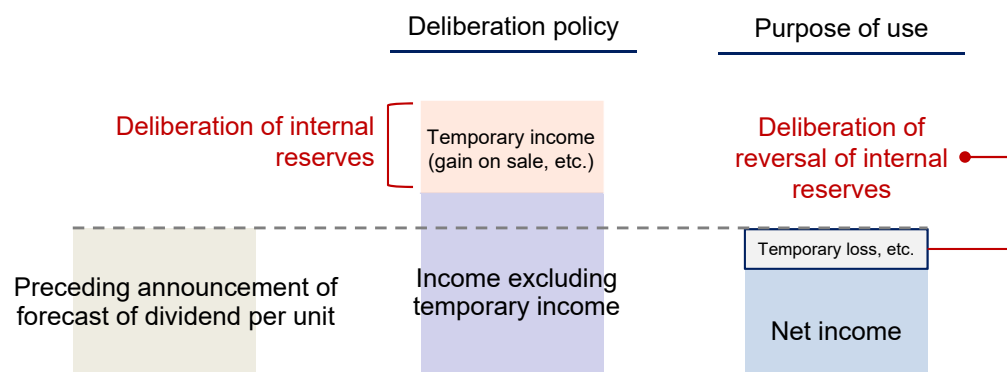 Deliberation policy
Purpose of use
Deliberation of internal
reserves
Temporary income
(gain on sale, etc.)
Deliberation of
reversal of internal
reserves
Preceding announcement of
forecast of dividend per unit
Income excluding
temporary income
Temporary loss, etc.
Net income